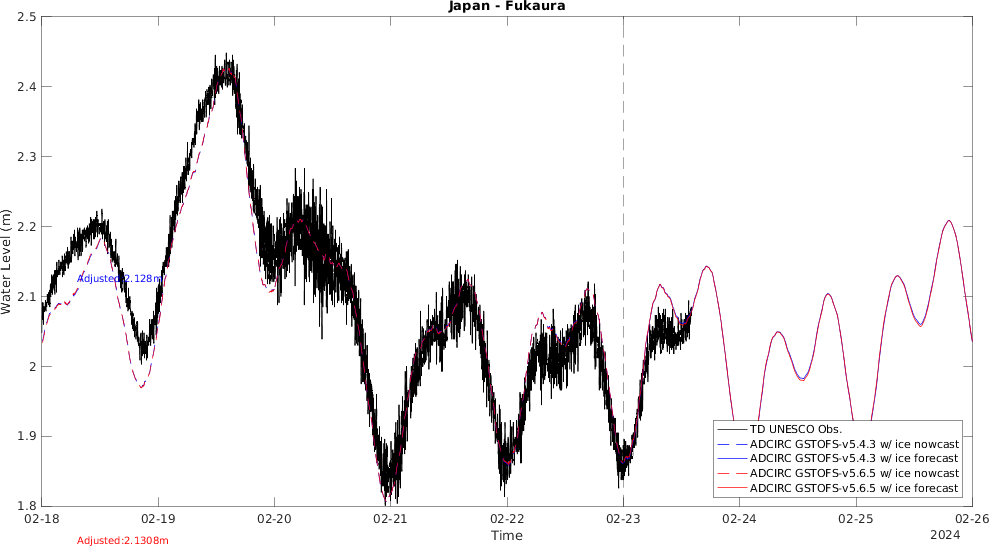 Japan - Fukaura
2.5
2.4
2.3
2.2
2.1
2
1.9
1.8
Water Level (m)
Adjusted:2.128m
TD UNESCO Obs.
ADCIRC GSTOFS-v5.4.3 w/ ice nowcast
ADCIRC GSTOFS-v5.4.3 w/ ice forecast
ADCIRC GSTOFS-v5.6.5 w/ ice nowcast
ADCIRC GSTOFS-v5.6.5 w/ ice forecast
02-18 02-19 02-20 02-21 02-22 02-23 02-24 02-25 02-26
Time
2024
Adjusted:2.1308m